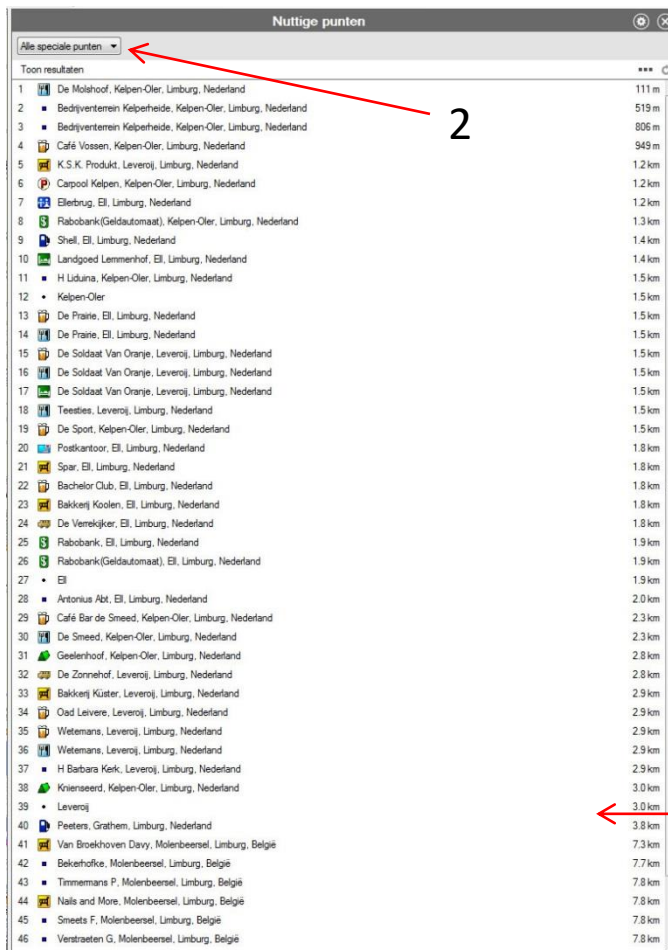 Nuttige punten
Alle speciale punten
Toon resultaten
2
1 De Molshoof, Kelpen-Oler, Limburg, Nederland 111 m
2 Bedrijventerrein Kelperheide, Kelpen-Oler, Limburg, Nederland 519 m
3 Bedrijventerrein Kelperheide, Kelpen-Oler, Limburg, Nederland 806 m
4 Café Vossen, Kelpen-Oler, Limburg, Nederland 949 m
5 K.S.K. Produkt, Leveroij, Limburg, Nederland 1.2 km
6 Carpool Kelpen, Kelpen-Oler, Limburg, Nederland 1.2 km
7 Ellerbrug, Ell, Limburg, Nederland 1.2 km
8 Rabobank(Geldautomaat), Kelpen-Oler, Limburg, Nederland 1.3 km
9 Shell, Ell, Limburg, Nederland 1.4 km
10 Landgoed Lemmenhof, Ell, Limburg, Nederland 1.4 km
11 H Liduina, Kelpen-Oler, Limburg, Nederland 1.5 km
12 Kelpen-Oler 1.5 km
13 De Prairie, Ell, Limburg, Nederland 1.5 km
14 De Prairie, Ell, Limburg, Nederland 1.5 km
15 De Soldaat Van Oranje, Leveroij, Limburg, Nederland 1.5 km
16 De Soldaat Van Oranje, Leveroij, Limburg, Nederland 1.5 km
17 De Soldaat Van Oranje, Leveroij, Limburg, Nederland 1.5 km
18 Teesties, Leveroij, Limburg, Nederland 1.5 km
19 De Sport, Kelpen-Oler, Limburg, Nederland 1.5 km
20 Postkantoor, Ell, Limburg, Nederland 1.8 km
21 Spar, Ell, Limburg, Nederland 1.8 km
22 Bachelor Club, Ell, Limburg, Nederland 1.8 km
23 Bakkerij Koolen, Ell, Limburg, Nederland 1.8 km
24 De Verrekijker, Ell, Limburg, Nederland 1.8 km
25 Rabobank, Ell, Limburg, Nederland 1.9 km
26 Rabobank(Geldautomaat), Ell, Limburg, Nederland 1.9 km
27 Ell 1.9 km
28 Antonius Abt, Ell, Limburg, Nederland 2.0 km
29 Café Bar de Smeed, Kelpen-Oler, Limburg, Nederland 2.3 km
30 De Smeed, Kelpen-Oler, Limburg, Nederland 2.3 km
31 Geelenhoof, Kelpen-Oler, Limburg, Nederland 2.8 km
32 De Zonnehof, Leveroij, Limburg, Nederland 2.8 km
33 Bakkerij Küster, Leveroij, Limburg, Nederland 2.9 km
34 Oad Leivere, Leveroij, Limburg, Nederland 2.9 km
35 Wetemans, Leveroij, Limburg, Nederland 2.9 km
36 Wetemans, Leveroij, Limburg, Nederland 2.9 km
37 H Barbara Kerk, Leveroij, Limburg, Nederland 2.9 km
38 Knienseerd, Kelpen-Oler, Limburg, Nederland 3.0 km
39 Leveroij 3.0 km
40 Peeters, Grathem, Limburg, Nederland 3.8 km
41 Van Broekhoven Davy, Molenbeersel, Limburg, België 7.3 km
42 Bekerhofke, Molenbeersel, Limburg, België 7.7 km
43 Timmermans P, Molenbeersel, Limburg, België 7.8 km
44 Nails and More, Molenbeersel, Limburg, België 7.8 km
45 Smeets F, Molenbeersel, Limburg, België 7.8 km
46 Verstraeten G, Molenbeersel, Limburg, België 7.8 km